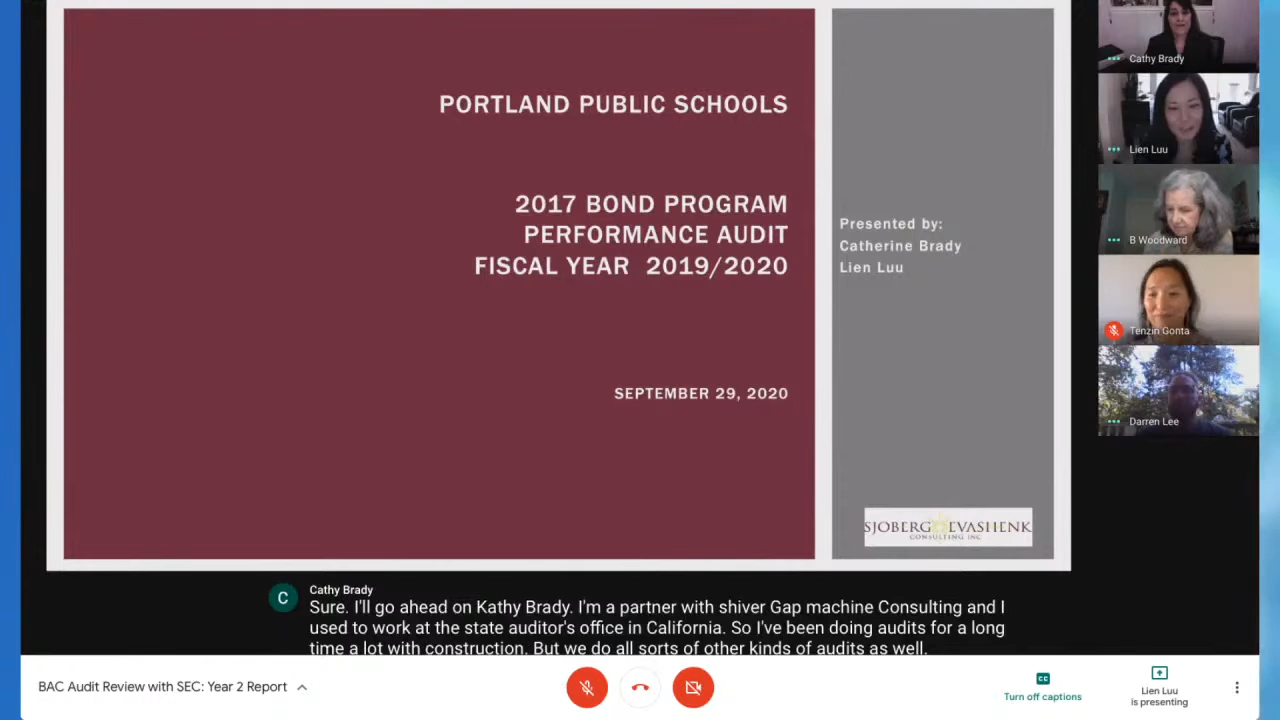 PORTLAND PUBLIC SCHOOLS
2017 BOND PROGRAM
PERFORMANCE AUDIT
FISCAL YEAR 2019/2020
SEPTEMBER 29, 2020
Presented by:
Catherine Brady
Lien Luu
SJOBERG EVASHENK
CONSULTING INC
Cathy Brady
Lien Luu
B Woodward
Tenzin Gonta
Darren Lee
C
Cathy Brady
Sure. I'll go ahead on Kathy Brady. I'm a partner with shiver Gap machine Consulting and I
used to work at the state auditor's office in California. So I've been doing audits for a long
time a lot with construction. But we do all sorts of other kinds of audits as well.
BAC Audit Review with SEC: Year 2 Report
CC
Turn off captions
Lien Luu
is presenting